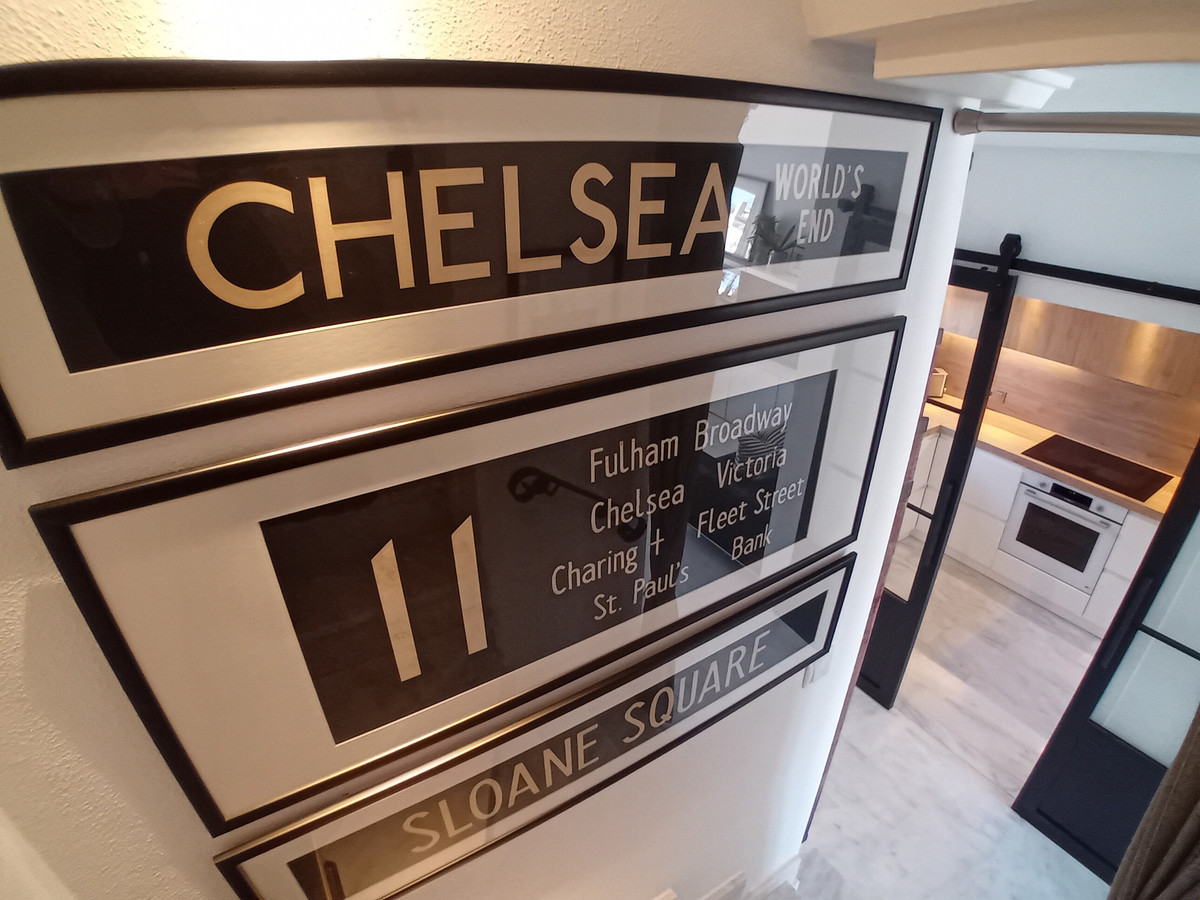 CHELSEA WORLD'S
END
11
Fulham Broadway
Chelsea Victoria
Charing + Fleet Street
St. Paul's Bank
SLOANE SQUARE